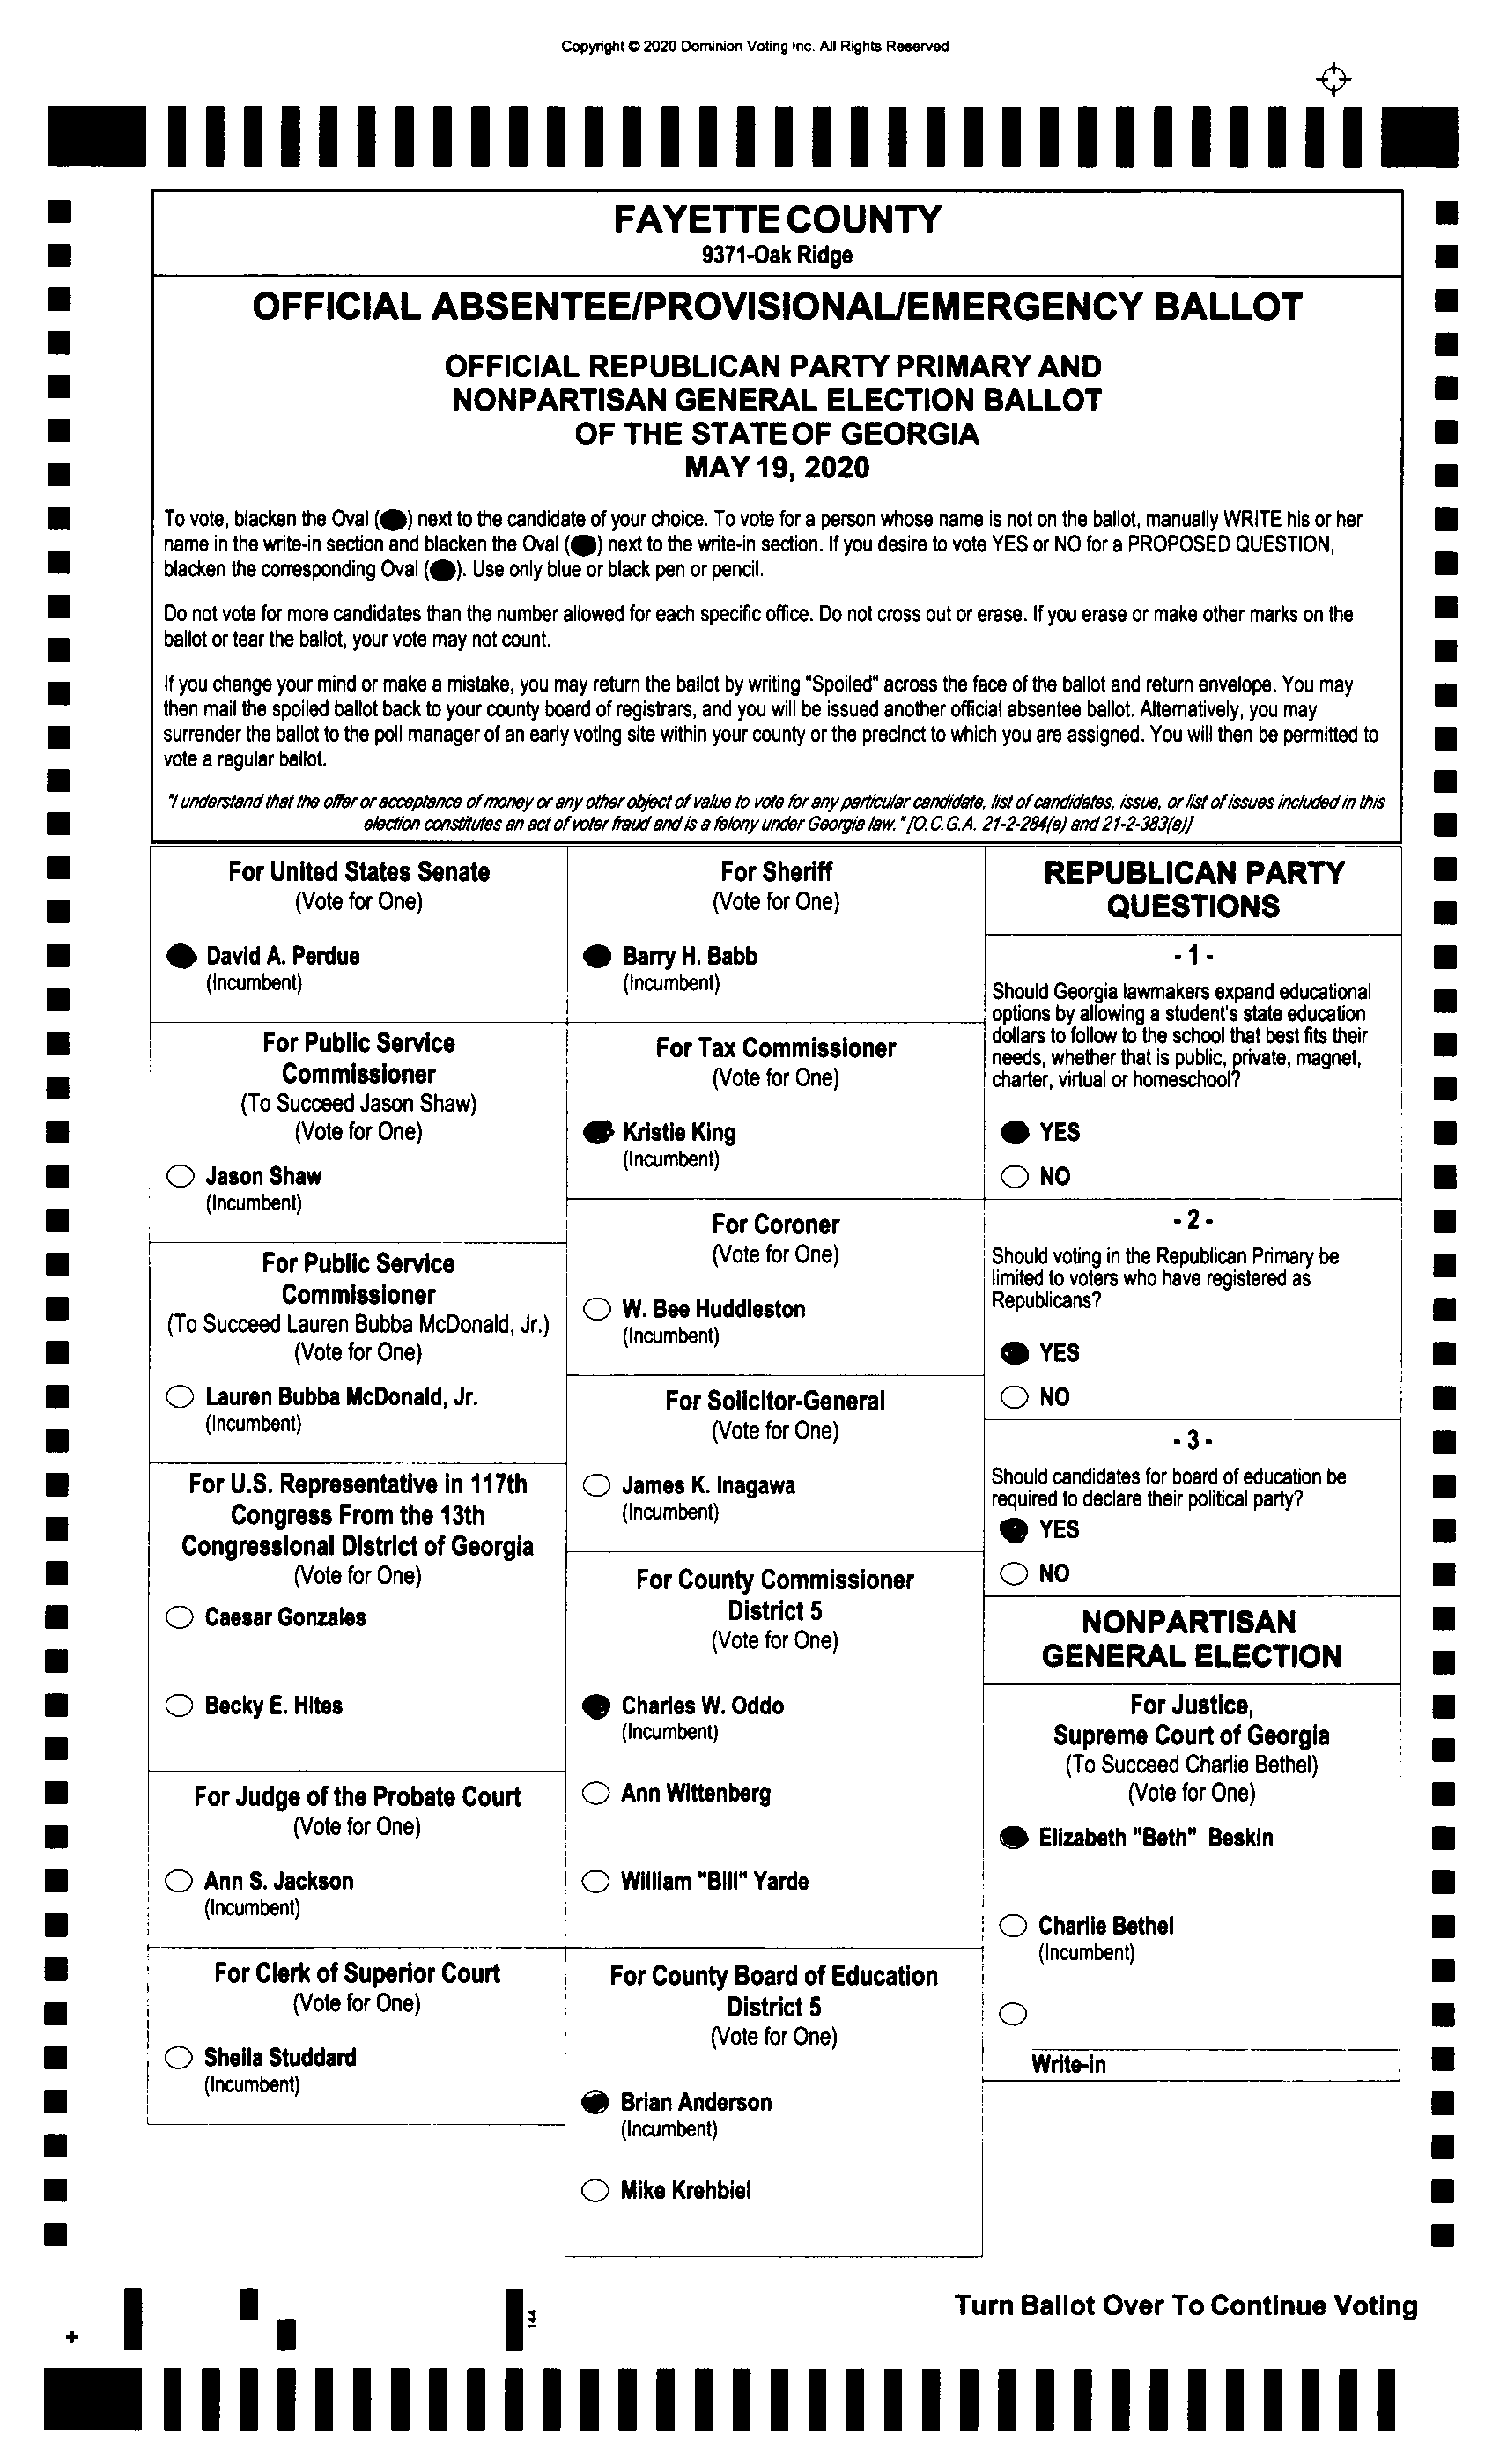 Copyright © 2020 Dominion Voting Inc. All Rights Reserved
FAYETTE COUNTY
9371-Oak Ridge
OFFICIAL ABSENTEE/PROVISIONAL/EMERGENCY BALLOT
OFFICIAL REPUBLICAN PARTY PRIMARY AND
NONPARTISAN GENERAL ELECTION BALLOT
OF THE STATE OF GEORGIA
MAY 19, 2020
To vote, blacken the Oval (●) next to the candidate of your choice. To vote for a person whose name is not on the ballot, manually WRITE his or her
name in the write-in section and blacken the Oval (●) next to the write-in section. If you desire to vote YES or NO for a PROPOSED QUESTION,
blacken the corresponding Oval (●). Use only blue or black pen or pencil.
Do not vote for more candidates than the number allowed for each specific office. Do not cross out or erase. If you erase or make other marks on the
ballot or tear the ballot, your vote may not count.
If you change your mind or make a mistake, you may return the ballot by writing "Spoiled" across the face of the ballot and return envelope. You may
then mail the spoiled ballot back to your county board of registrars, and you will be issued another official absentee ballot. Alternatively, you may
surrender the ballot to the poll manager of an early voting site within your county or the precinct to which you are assigned. You will then be permitted to
vote a regular ballot.
"I understand that the offer or acceptance of money or any other object of value to vote for any particular candidate, list of candidates, issue, or list of issues included in this
election constitutes an act of voter fraud and is a felony under Georgia law." [O.C.G.A. 21-2-284(e) and 21-2-383(a)]
For United States Senate
(Vote for One)
David A. Perdue
(Incumbent)
For Public Service
Commissioner
(To Succeed Jason Shaw)
(Vote for One)
Jason Shaw
(Incumbent)
For Public Service
Commissioner
(To Succeed Lauren Bubba McDonald, Jr.)
(Vote for One)
Lauren Bubba McDonald, Jr.
(Incumbent)
For U.S. Representative in 117th
Congress From the 13th
Congressional District of Georgia
(Vote for One)
Caesar Gonzales
Becky E. Hites
For Judge of the Probate Court
(Vote for One)
Ann S. Jackson
(Incumbent)
For Clerk of Superior Court
(Vote for One)
Sheila Studdard
(Incumbent)
For Sheriff
(Vote for One)
Barry H. Babb
(Incumbent)
For Tax Commissioner
(Vote for One)
Kristie King
(Incumbent)
For Coroner
(Vote for One)
W. Bee Huddleston
(Incumbent)
For Solicitor-General
(Vote for One)
James K. Inagawa
(Incumbent)
For County Commissioner
District 5
(Vote for One)
Charles W. Oddo
(Incumbent)
Ann Wittenberg
William "Bill" Yarde
For County Board of Education
District 5
(Vote for One)
Brian Anderson
(Incumbent)
Mike Krehbiel
REPUBLICAN PARTY
QUESTIONS
- 1 -
Should Georgia lawmakers expand educational
options by allowing a student's state education
dollars to follow to the school that best fits their
needs, whether that is public, private, magnet,
charter, virtual or homeschool?
YES
NO
- 2 -
Should voting in the Republican Primary be
limited to voters who have registered as
Republicans?
YES
NO
- 3 -
Should candidates for board of education be
required to declare their political party?
YES
NO
NONPARTISAN
GENERAL ELECTION
For Justice,
Supreme Court of Georgia
(To Succeed Charlie Bethel)
(Vote for One)
Elizabeth "Beth" Beskin
Charlie Bethel
(Incumbent)
Write-in
144
Turn Ballot Over To Continue Voting